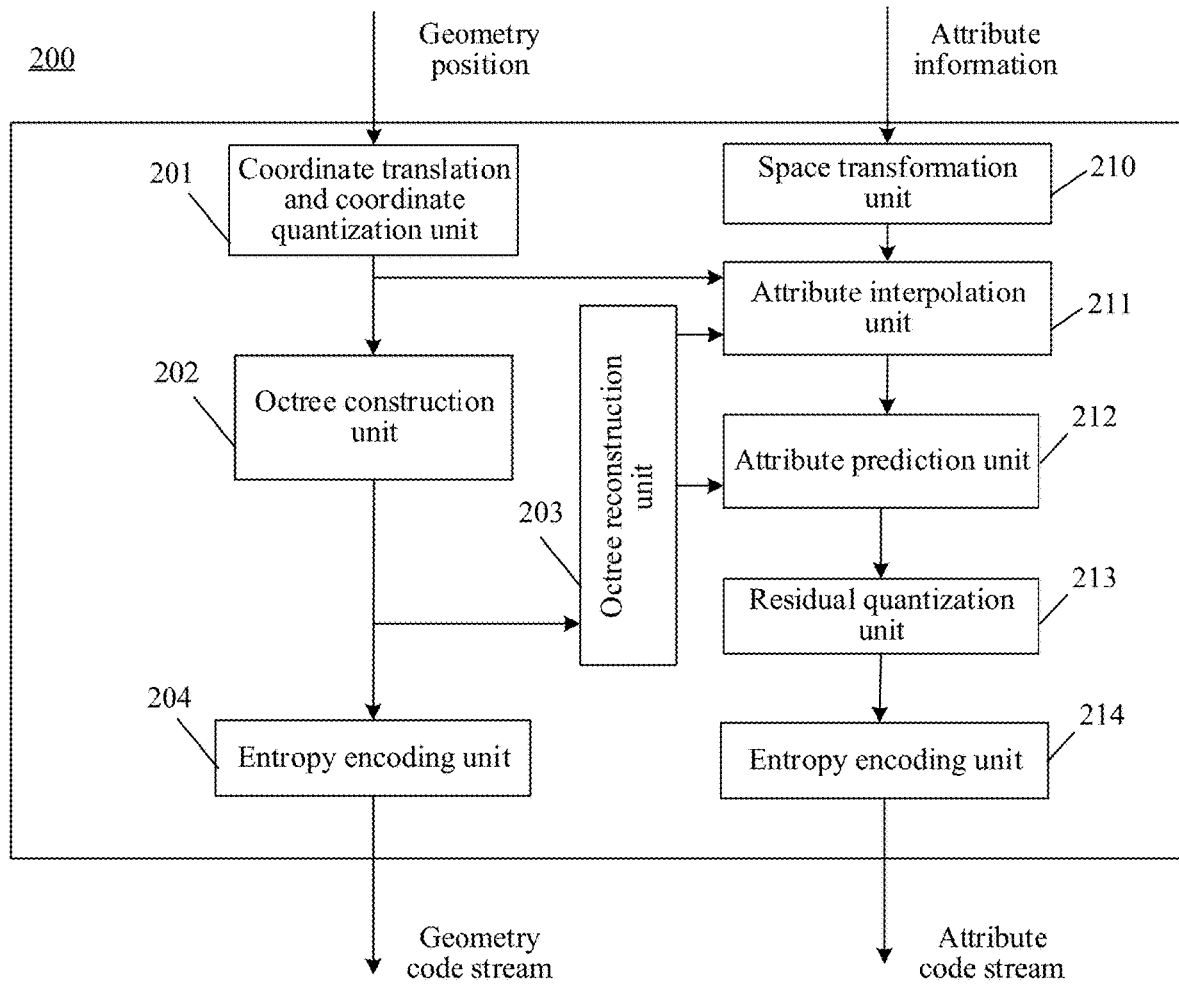 200
Geometry
position
Attribute
information
201
Coordinate translation
and coordinate
quantization unit
Space transformation
unit
210
Attribute interpolation
unit
211
202
Octree construction
unit
203
Octree reconstruction
unit
Attribute prediction unit
212
Residual quantization
unit
213
204
Entropy encoding unit
Entropy encoding unit
214
Geometry
code stream
Attribute
code stream